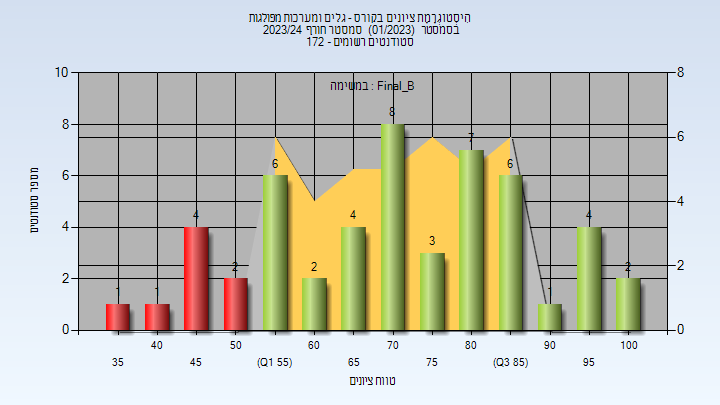 היסטוגרמת ציונים בקורס - גלים ומערכות מפולגות
בסמסטר (01/2023) סמסטר חורף 2023/24
סטודנטים רשומים - 172
במשימה : Final_B
מספר סטודנטים
10 8 6 4 2 0
8 6 4 2 0
1 1 4 2 6 2 4 8 3 7 6 1 4 2
40 50 60 70 80 90 100
35 45 (Q1 55) 65 75 (Q3 85) 95
טווח ציונים